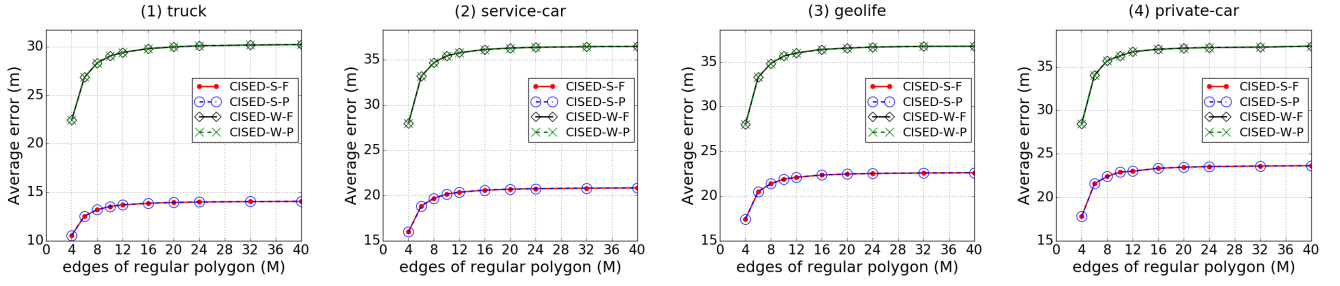 (1) truck
Average error (m)
30
25
20
15
10
0 4 8 12 16 20 24 28 32 36 40
edges of regular polygon (M)
CISED-S-F
CISED-S-P
CISED-W-F
CISED-W-P
(2) service-car
Average error (m)
35
30
25
20
15
0 4 8 12 16 20 24 28 32 36 40
edges of regular polygon (M)
CISED-S-F
CISED-S-P
CISED-W-F
CISED-W-P
(3) geolife
Average error (m)
35
30
25
20
15
0 4 8 12 16 20 24 28 32 36 40
edges of regular polygon (M)
CISED-S-F
CISED-S-P
CISED-W-F
CISED-W-P
(4) private-car
Average error (m)
35
30
25
20
15
0 4 8 12 16 20 24 28 32 36 40
edges of regular polygon (M)
CISED-S-F
CISED-S-P
CISED-W-F
CISED-W-P